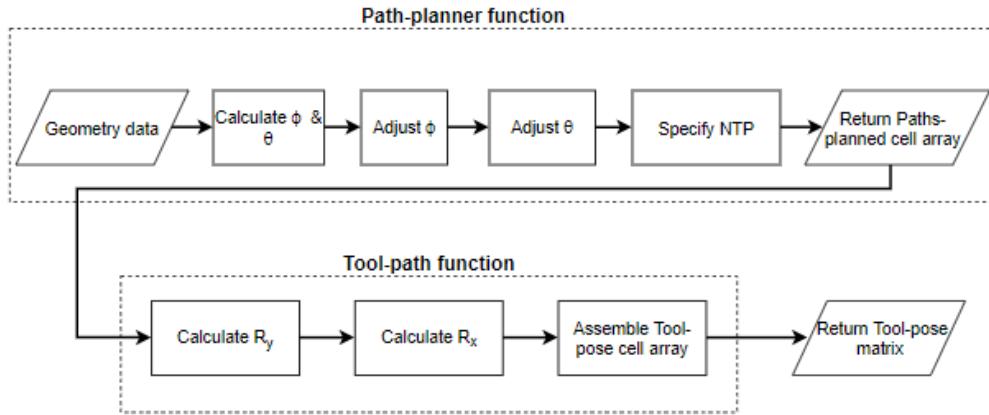 Path-planner function
Geometry data
Calculate ϕ & 
θ
Adjust ϕ
Adjust θ
Specify NTP
Return Paths-
planned cell array
Tool-path function
Calculate Ry
Calculate Rx
Assemble Tool-
pose cell array
Return Tool-pose
matrix